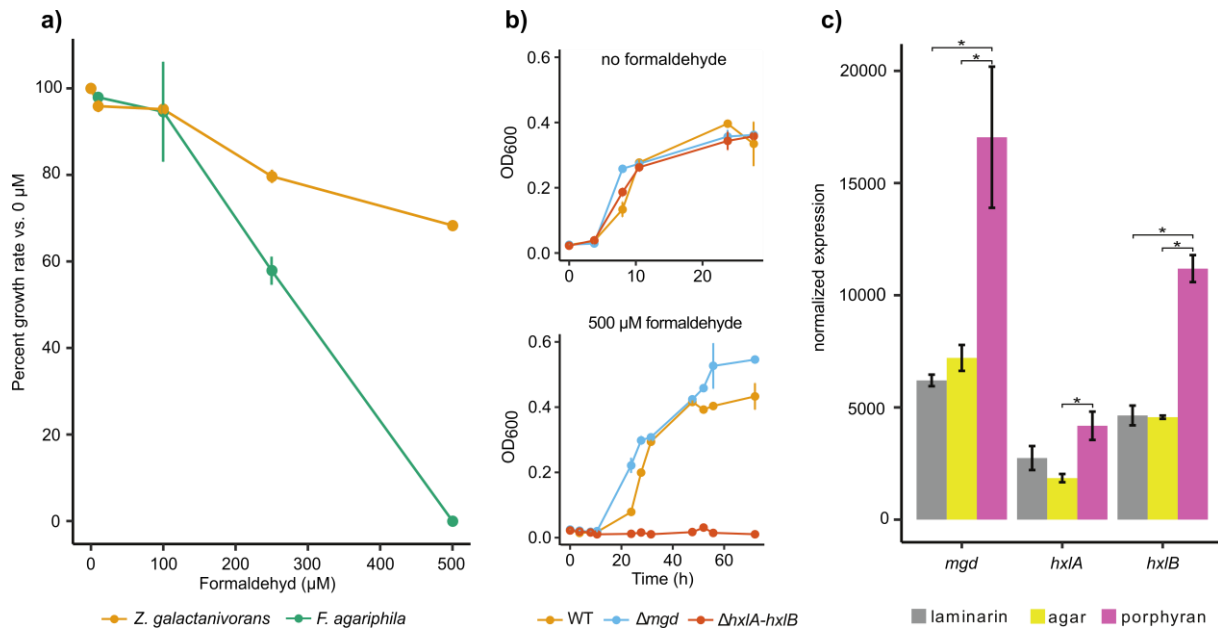 a)
Percent growth rate vs. 0 µM
100
80
60
40
20
0
0 100 200 300 400 500
Formaldehyd (µM)
Z. galactanivorans F. agariphila
b)
no formaldehyde
OD600
0.6
0.4
0.2
0.0
0 10 20
500 µM formaldehyde
OD600
0.6
0.4
0.2
0.0
0 20 40 60
Time (h)
WT Δmgd ΔhxlA-hxlB
c)
normalized expression
20000
15000
10000
5000
0
* * * * *
mgd hxlA hxlB
laminarin agar porphyran